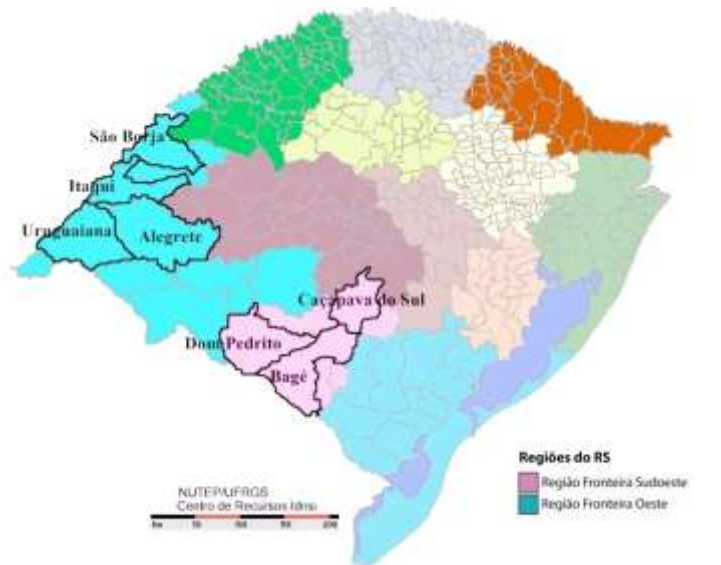 São Borja
Itaqui
Uruguaiana
Alegrete
Caçapava do Sul
Dom Pedrito
Bagé
Regiões do RS
Região Fronteira Sudoeste
Região Fronteira Oeste
NUTEP/UFRGS
Centro de Recursos Idrisi